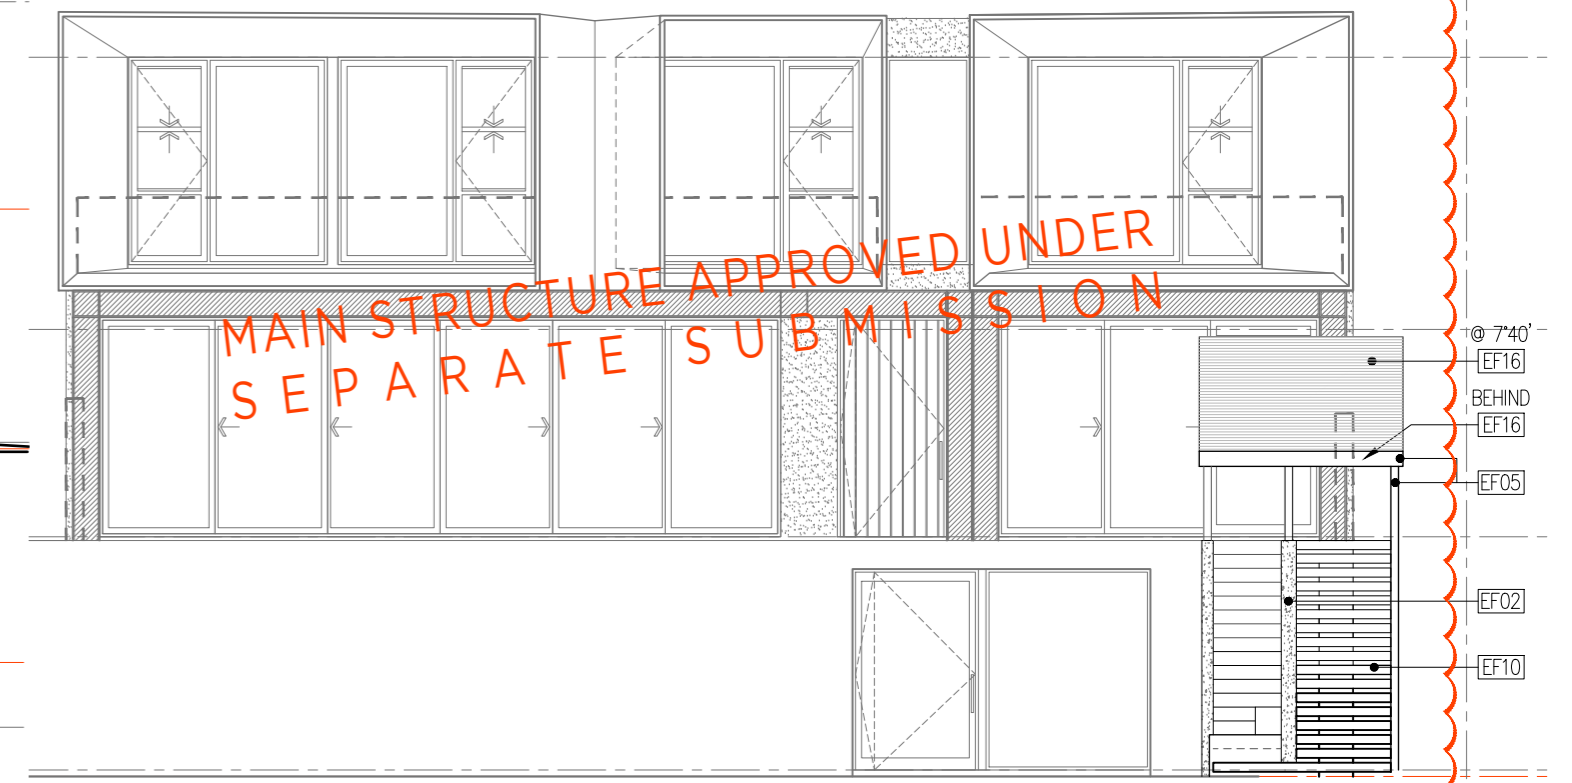 MAIN STRUCTURE APPROVED UNDER
SEPARATE SUBMISSION
@ 7°40'
EF16
BEHIND
EF16
EF05
EF02
EF10